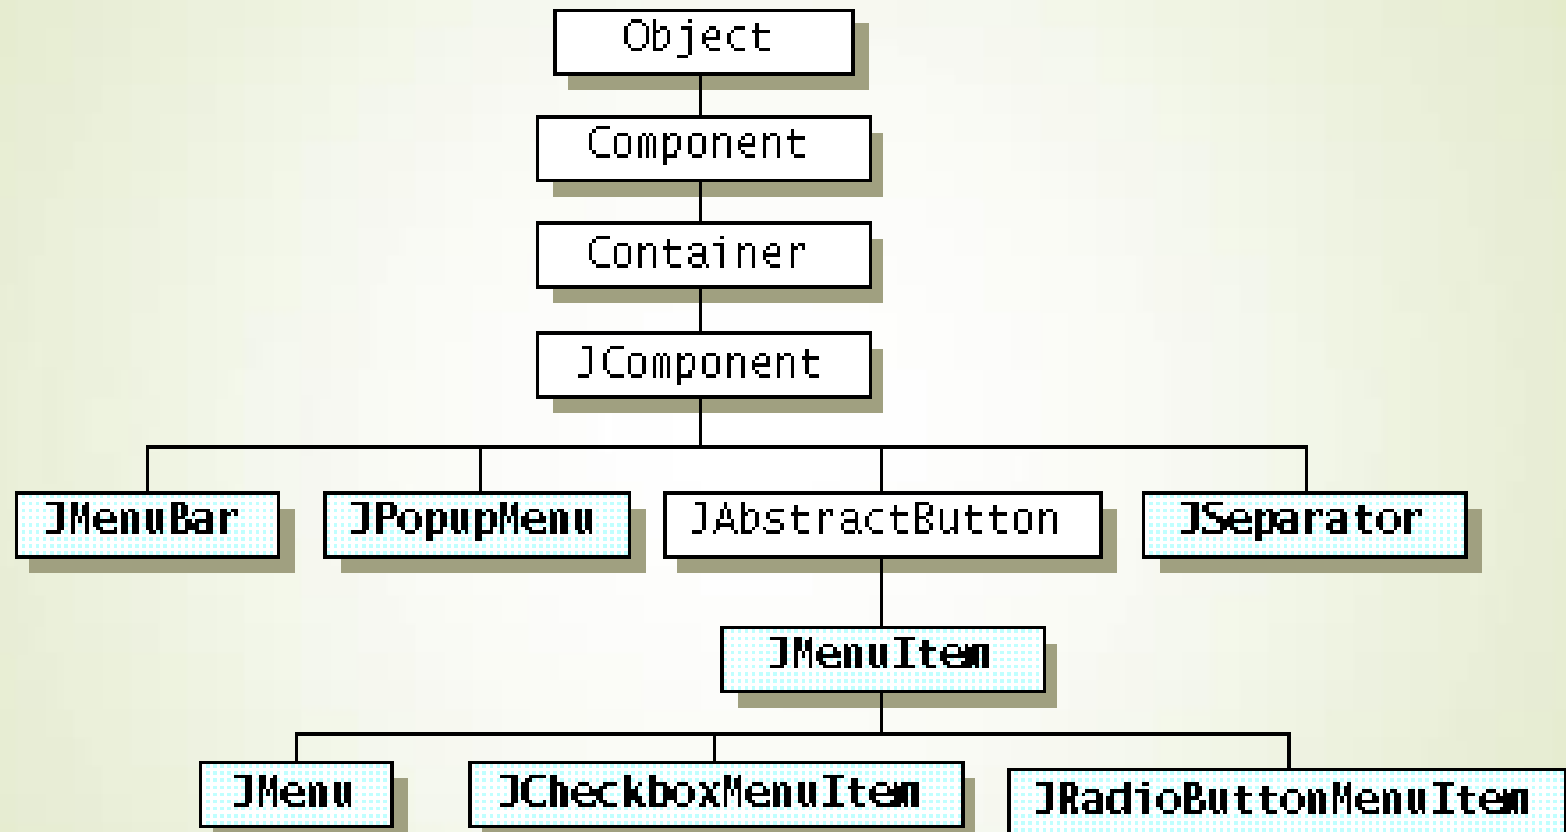 Object
Component
Container
JComponent
JMenuBar
JPopupMenu
JAbstractButton
JSeparator
JMenuItem
JMenu
JCheckboxMenuItem
JRadioButtonMenuItem